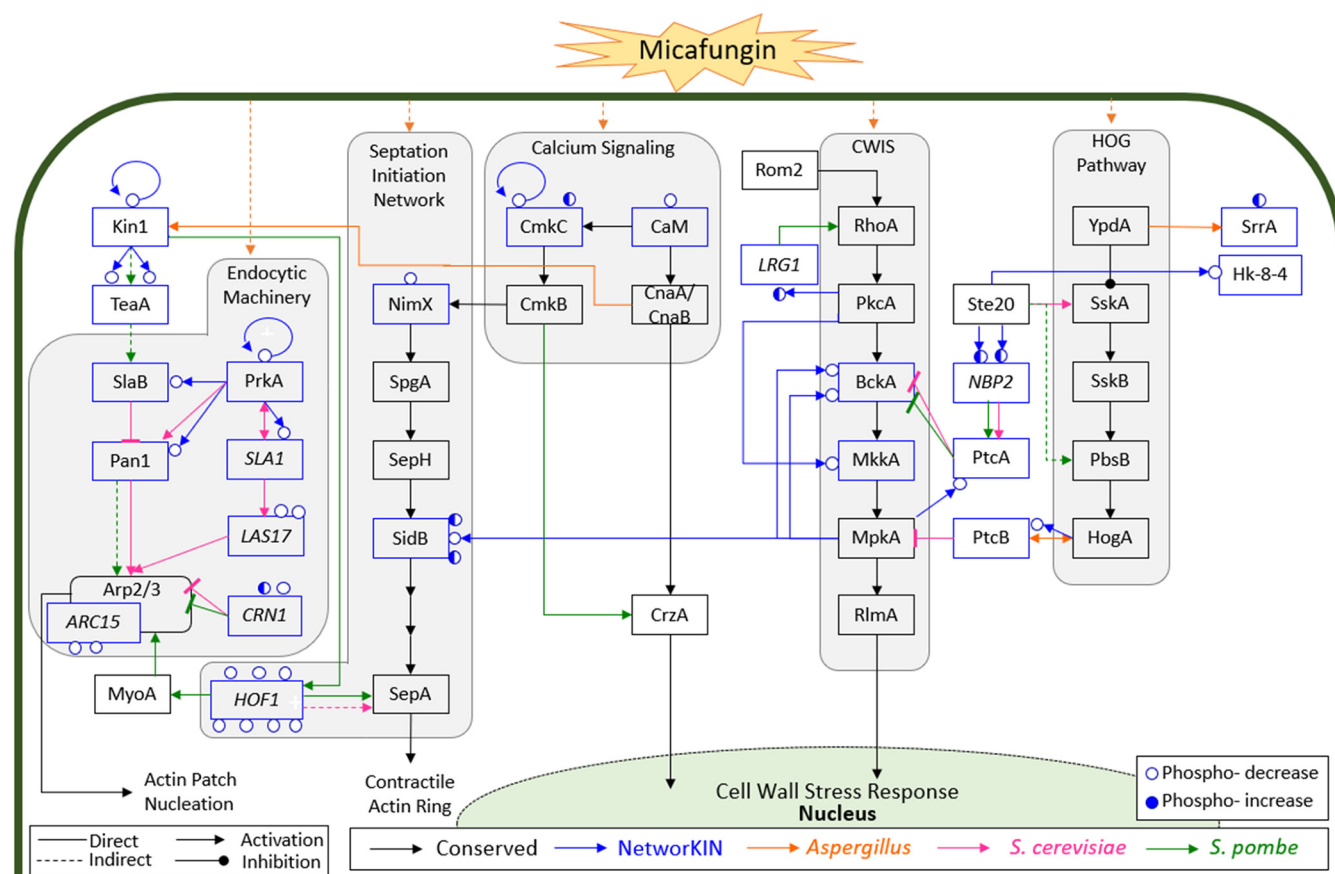 Micafungin
Septation
Initiation
Network
Calcium Signaling
CWIS
HOG
Pathway
Rom2
Kin1
CmkC
CaM
RhoA
YpdA
SrrA
LRG1
Hk-8-4
Endocytic
Machinery
TeaA
NimX
CmkB
CnaA/
CnaB
PkcA
Ste20
SskA
SlaB
PrkA
SpgA
BckA
NBP2
SskB
Pan1
SLA1
SepH
MkkA
PtcA
PbsB
LAS17
SidB
MpkA
PtcB
HogA
Arp2/3
ARC15
CRN1
CrzA
RlmA
MyoA
HOF1
SepA
Actin Patch
Nucleation
Contractile
Actin Ring
Cell Wall Stress Response
Nucleus
Phospho- decrease
Phospho- increase
Direct
Activation
Indirect
Inhibition
Conserved
NetworKIN
Aspergillus
S. cerevisiae
S. pombe